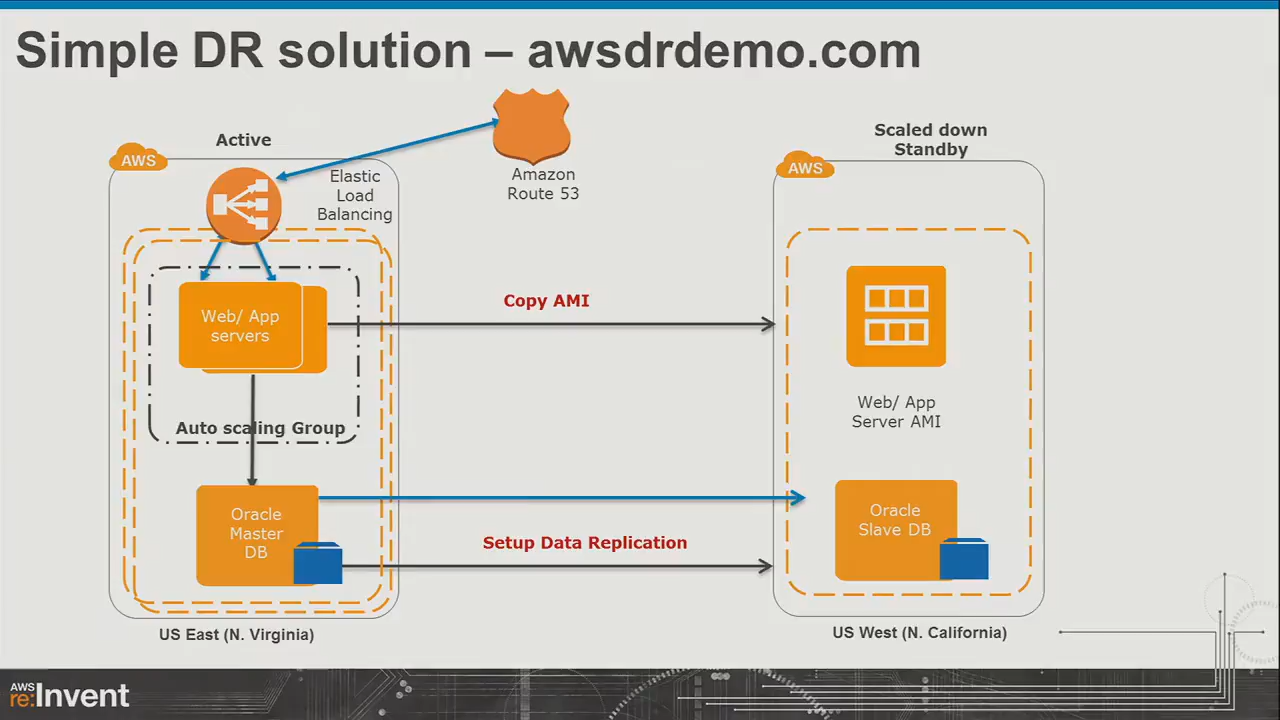 Simple DR solution – awsdrdemo.com
Active
AWS
Elastic
Load
Balancing
Amazon
Route 53
Scaled down
Standby
AWS
Web/ App
servers
Auto scaling Group
Copy AMI
Web/ App
Server AMI
Oracle
Master
DB
Setup Data Replication
Oracle
Slave DB
US East (N. Virginia)
US West (N. California)
AWS
re:Invent